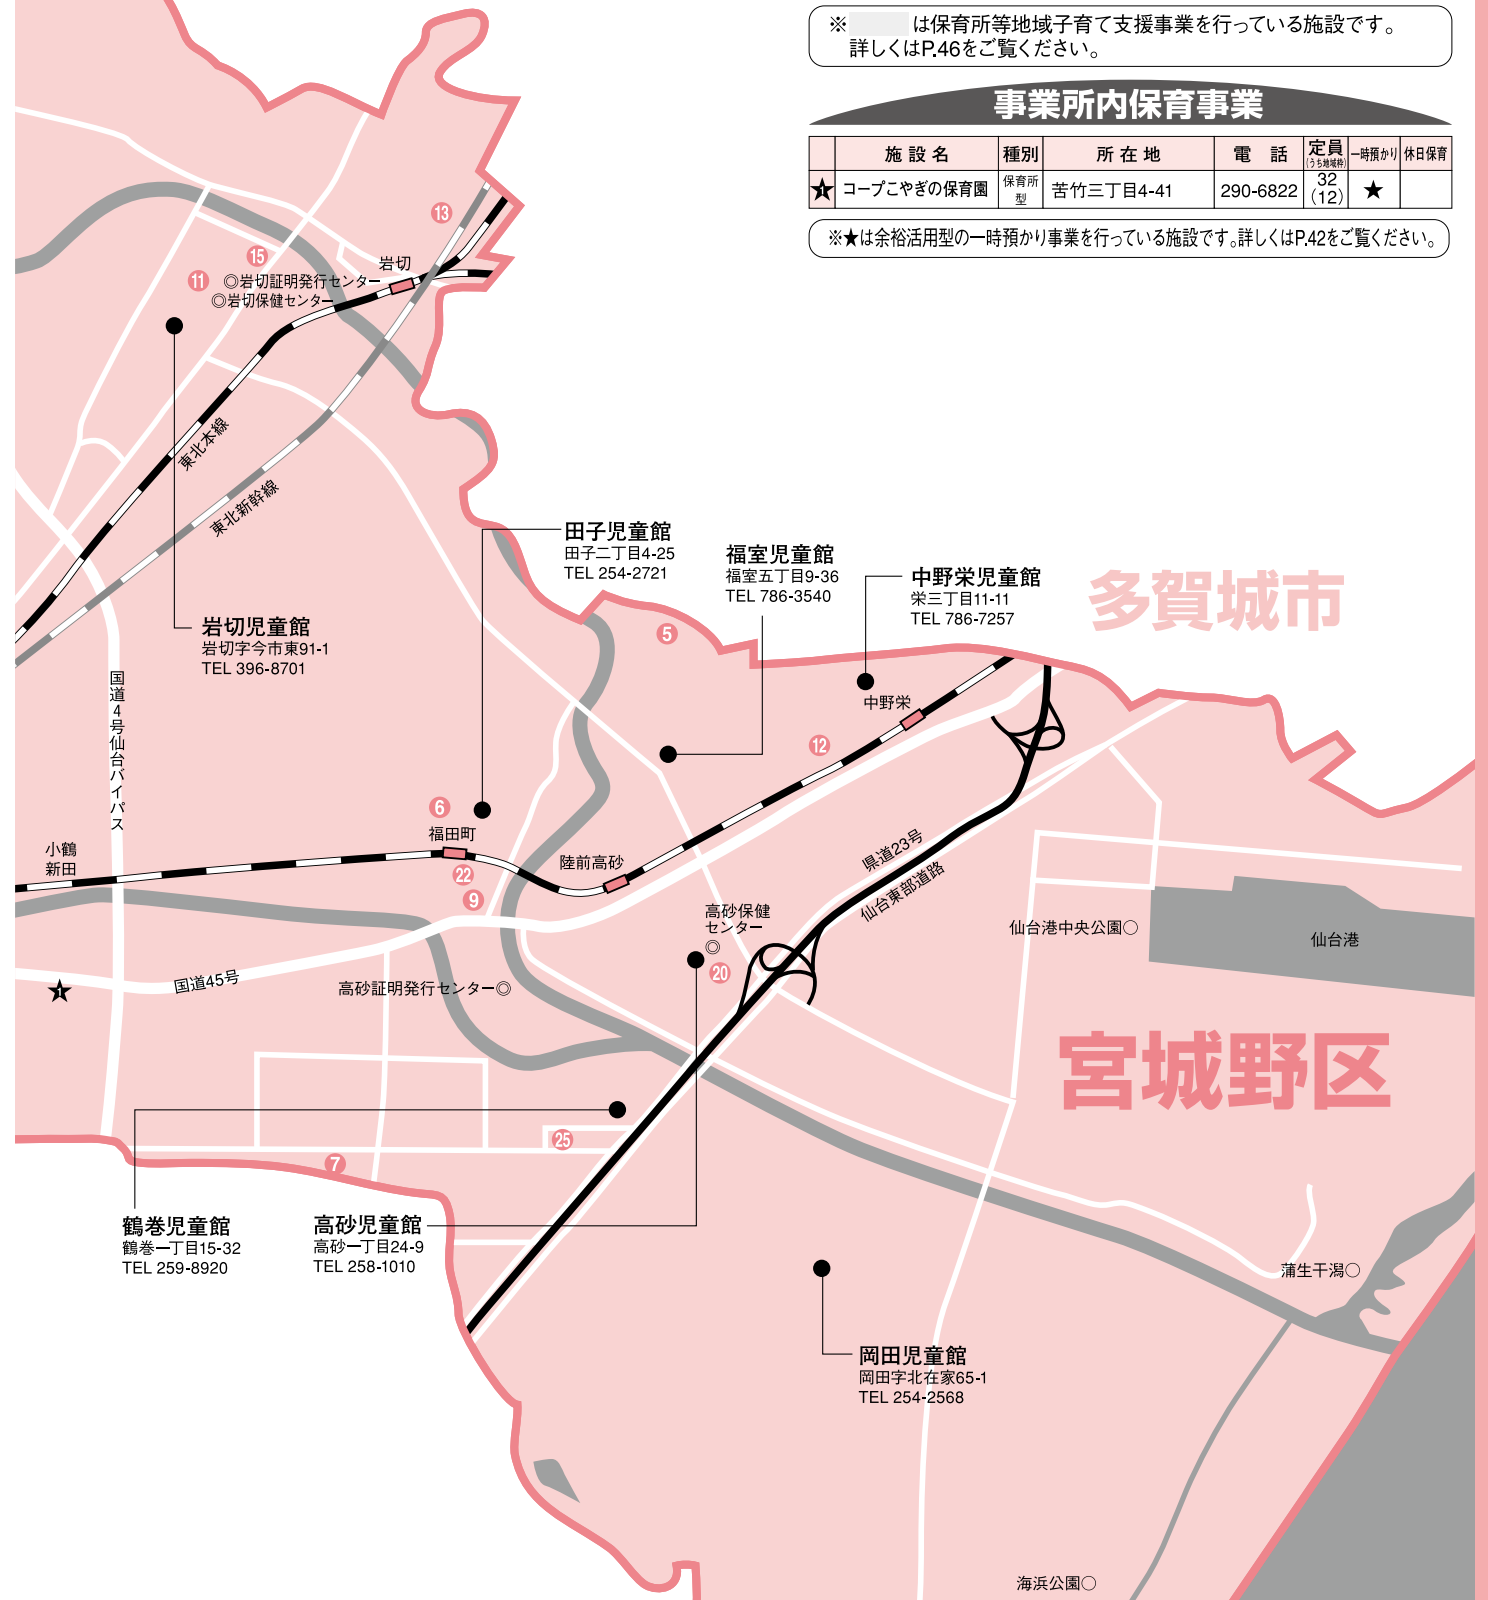 ※　　は保育所等地域子育て支援事業を行っている施設です。
詳しくはP.46をご覧ください。
事業所内保育事業
施設名 種別 所在地 電話 定員(うち地域枠) 一時預かり 休日保育
1 コープこやぎの保育園 保育所型 苦竹三丁目4-41 290-6822 32(12) ★
※★は余裕活用型の一時預かり事業を行っている施設です。詳しくはP.42をご覧ください。
13
15
岩切
11
◎岩切証明発行センター
◎岩切保健センター
東北本線
東北新幹線
田子児童館
田子二丁目4-25
TEL 254-2721
福室児童館
福室五丁目9-36
TEL 786-3540
中野栄児童館
栄三丁目11-11
TEL 786-7257
多賀城市
岩切児童館
岩切字今市東91-1
TEL 396-8701
5
国道4号仙台バイパス
中野栄
12
6
福田町
小鶴
新田
陸前高砂
22
9
県道23号
仙台東部道路
高砂保健
センター
◎
20
仙台港中央公園○
仙台港
国道45号
1
高砂証明発行センター◎
宮城野区
25
7
鶴巻児童館
鶴巻一丁目15-32
TEL 259-8920
高砂児童館
高砂一丁目24-9
TEL 258-1010
蒲生干潟○
岡田児童館
岡田字北在家65-1
TEL 254-2568
海浜公園○